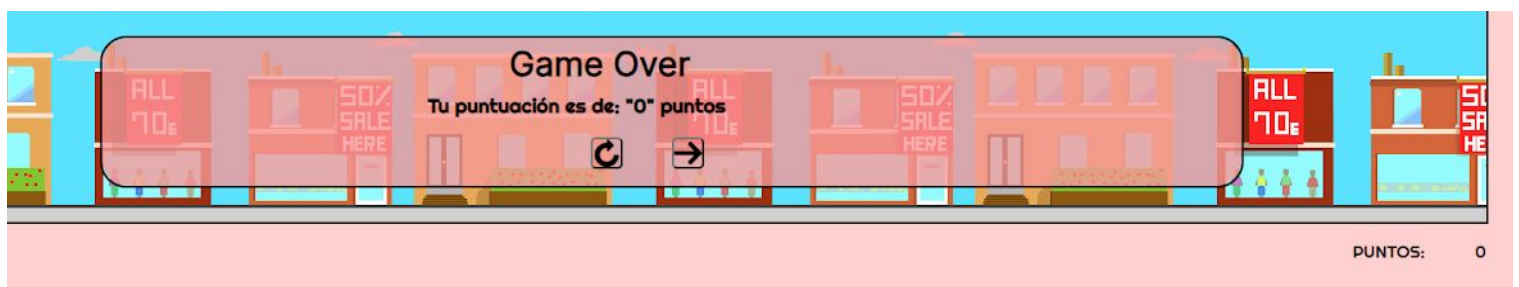 Game Over
Tu puntuación es de: "0" puntos
ALL
70€
50%
SALE
HERE
ALL
70€
50%
SALE
HERE
ALL
70€
PUNTOS: 0